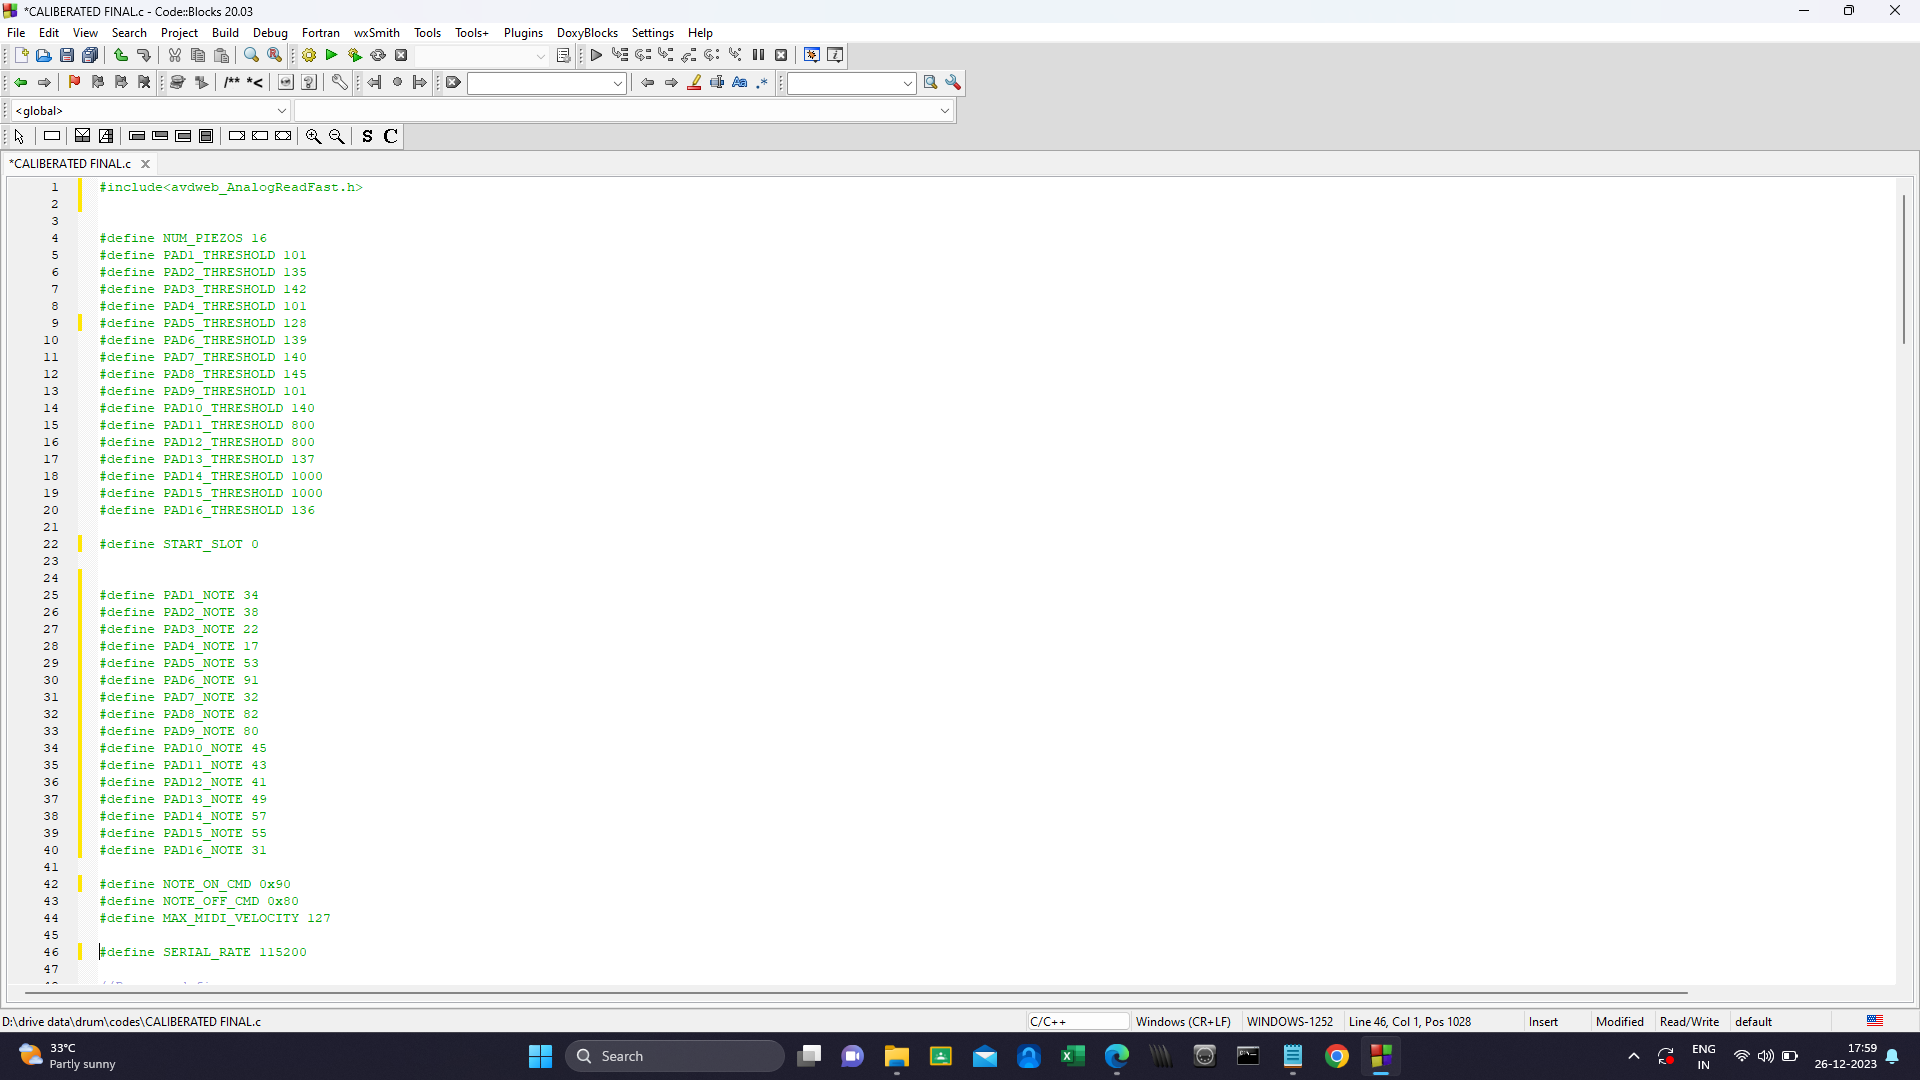 *CALIBERATED FINAL.c - Code::Blocks 20.03
File Edit View Search Project Build Debug Fortran wxSmith Tools Tools+ Plugins DoxyBlocks Settings Help
/** *<
Aa .*
<global>
S C
*CALIBERATED FINAL.c
1 #include<avdweb_AnalogReadFast.h>
2
3
4 #define NUM_PIEZOS 16
5 #define PAD1_THRESHOLD 101
6 #define PAD2_THRESHOLD 135
7 #define PAD3_THRESHOLD 142
8 #define PAD4_THRESHOLD 101
9 #define PAD5_THRESHOLD 128
10 #define PAD6_THRESHOLD 139
11 #define PAD7_THRESHOLD 140
12 #define PAD8_THRESHOLD 145
13 #define PAD9_THRESHOLD 101
14 #define PAD10_THRESHOLD 140
15 #define PAD11_THRESHOLD 800
16 #define PAD12_THRESHOLD 800
17 #define PAD13_THRESHOLD 137
18 #define PAD14_THRESHOLD 1000
19 #define PAD15_THRESHOLD 1000
20 #define PAD16_THRESHOLD 136
21
22 #define START_SLOT 0
23
24
25 #define PAD1_NOTE 34
26 #define PAD2_NOTE 38
27 #define PAD3_NOTE 22
28 #define PAD4_NOTE 17
29 #define PAD5_NOTE 53
30 #define PAD6_NOTE 91
31 #define PAD7_NOTE 32
32 #define PAD8_NOTE 82
33 #define PAD9_NOTE 80
34 #define PAD10_NOTE 45
35 #define PAD11_NOTE 43
36 #define PAD12_NOTE 41
37 #define PAD13_NOTE 49
38 #define PAD14_NOTE 57
39 #define PAD15_NOTE 55
40 #define PAD16_NOTE 31
41
42 #define NOTE_ON_CMD 0x90
43 #define NOTE_OFF_CMD 0x80
44 #define MAX_MIDI_VELOCITY 127
45
46 #define SERIAL_RATE 115200
47
D:\drive data\drum\codes\CALIBERATED FINAL.c C/C++ Windows (CR+LF) WINDOWS-1252 Line 46, Col 1, Pos 1028 Insert Modified Read/Write default
33°C
Partly sunny
Search
ENG
IN
17:59
26-12-2023